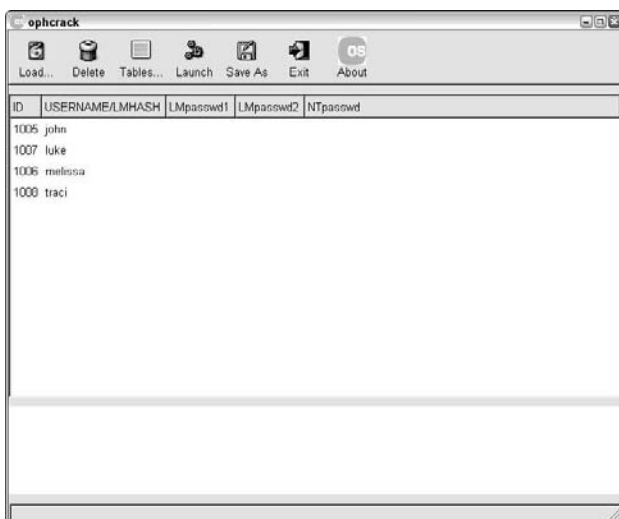 ophcrack
Load... Delete Tables... Launch Save As Exit About
OS
ID USERNAME/LMHASH LMpasswd1 LMpasswd2 NTpasswd
1005 john
1007 luke
1006 melissa
1008 traci